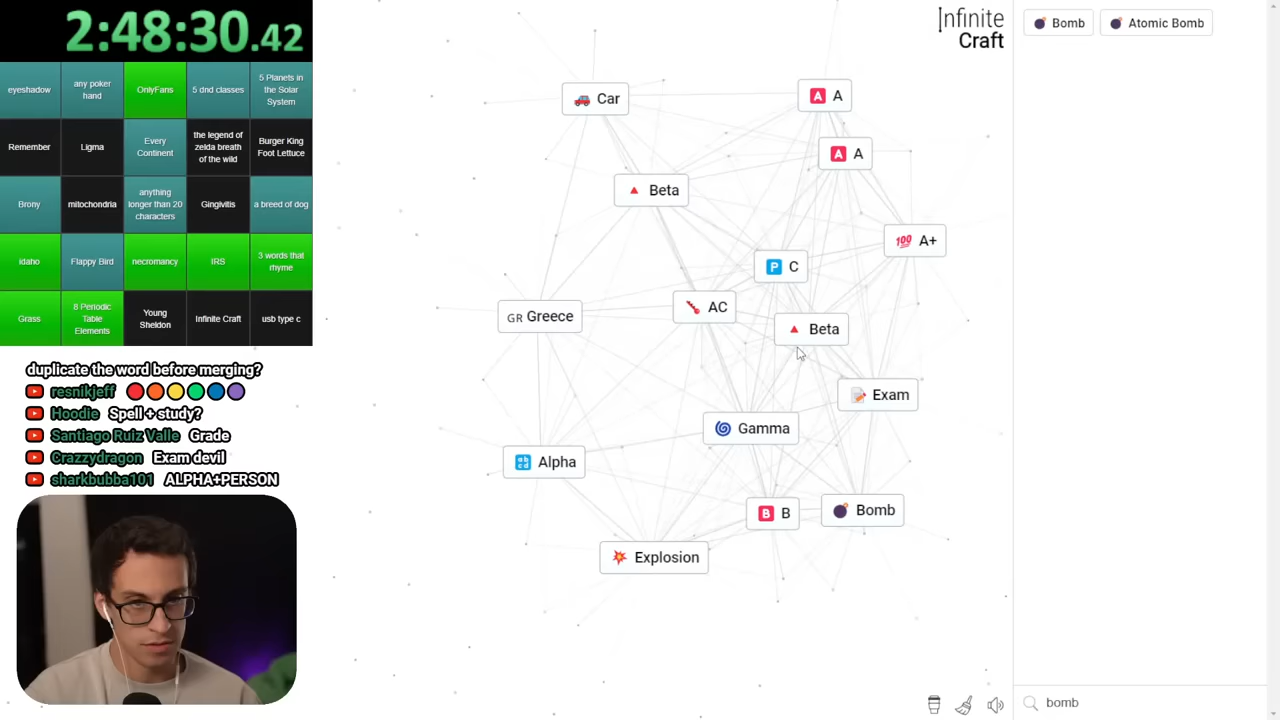 2:48:30.42
eyeshadow
any poker
hand
OnlyFans
5 dnd classes
5 Planets in
the Solar
System
Remember
Ligma
Every
Continent
the legend of
zelda breath
of the wild
Burger King
Foot Lettuce
Brony
mitochondria
anything
longer than 20
characters
Gingivitis
a breed of dog
idaho
Flappy Bird
necromancy
IRS
3 words that
rhyme
Grass
8 Periodic
Table
Elements
Young
Sheldon
Infinite Craft
usb type c
duplicate the word before merging?
resnikjeff
Hoodie Spell + study?
Santiago Ruiz Valle Grade
Crazzydragon Exam devil
sharkbubba101 ALPHA+PERSON
Infinite
Craft
Car
A A
A A
Beta
100 A+
P C
AC
GR Greece
Beta
Exam
Gamma
abcd Alpha
B B
Bomb
Explosion
Bomb
Atomic Bomb
bomb